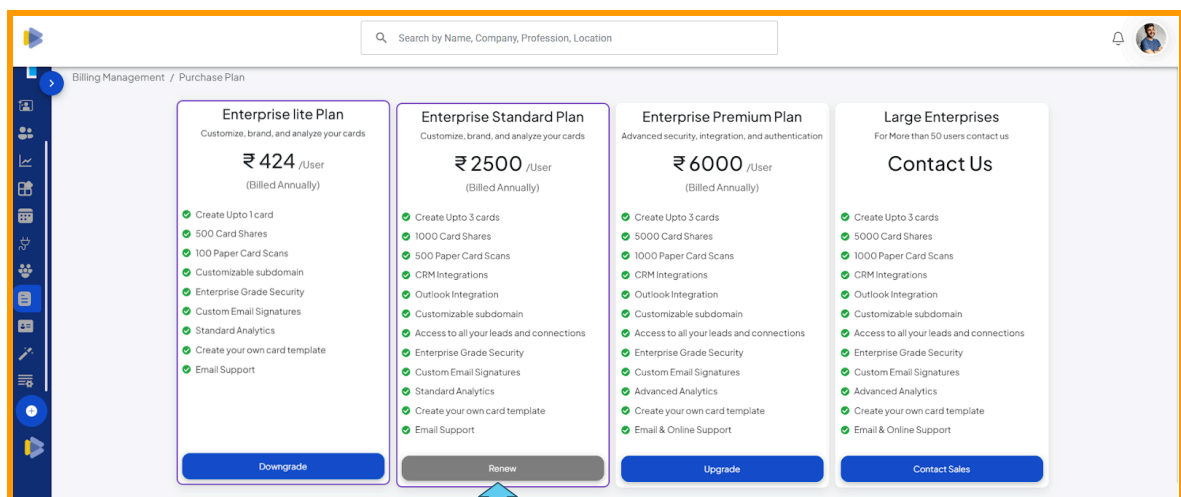 Search by Name, Company, Profession, Location
Billing Management / Purchase Plan
Enterprise lite Plan
Customize, brand, and analyze your cards
₹ 424 /User
(Billed Annually)
Create Upto 1 card
500 Card Shares
100 Paper Card Scans
Customizable subdomain
Enterprise Grade Security
Custom Email Signatures
Standard Analytics
Create your own card template
Email Support
Downgrade
Enterprise Standard Plan
Customize, brand, and analyze your cards
₹ 2500 /User
(Billed Annually)
Create Upto 3 cards
1000 Card Shares
500 Paper Card Scans
CRM Integrations
Outlook Integration
Customizable subdomain
Access to all your leads and connections
Enterprise Grade Security
Custom Email Signatures
Standard Analytics
Create your own card template
Email Support
Renew
Enterprise Premium Plan
Advanced security, integration, and authentication
₹ 6000 /User
(Billed Annually)
Create Upto 3 cards
5000 Card Shares
1000 Paper Card Scans
CRM Integrations
Outlook Integration
Customizable subdomain
Access to all your leads and connections
Enterprise Grade Security
Custom Email Signatures
Advanced Analytics
Create your own card template
Email & Online Support
Upgrade
Large Enterprises
For More than 50 users contact us
Contact Us
Create Upto 3 cards
5000 Card Shares
1000 Paper Card Scans
CRM Integrations
Outlook Integration
Customizable subdomain
Access to all your leads and connections
Enterprise Grade Security
Custom Email Signatures
Advanced Analytics
Create your own card template
Email & Online Support
Contact Sales